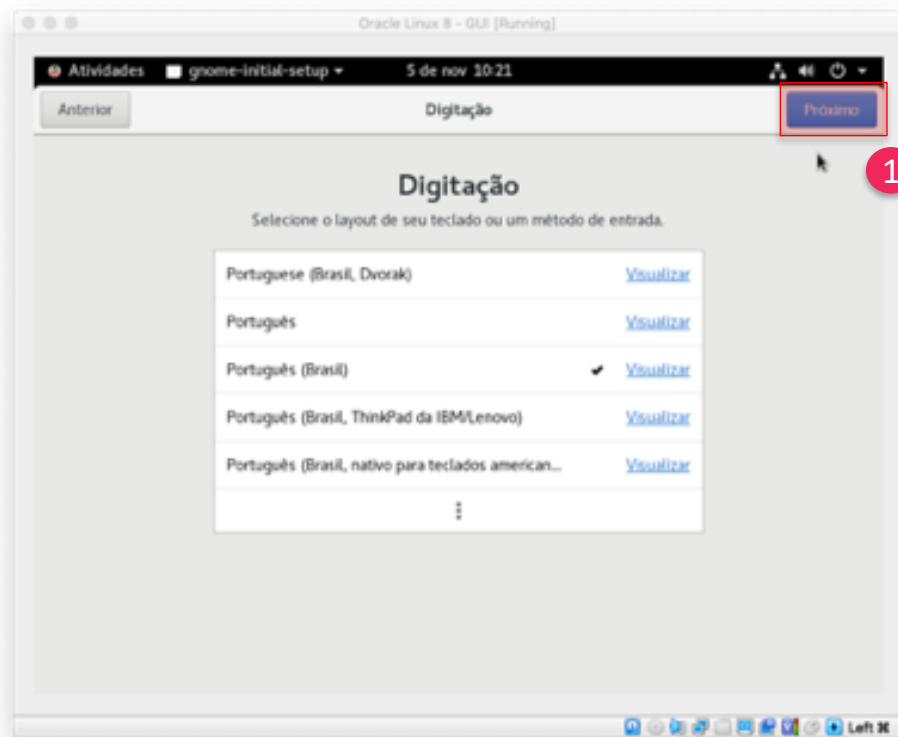 Oracle Linux 8 - GUI [Running]
Atividades gnome-initial-setup 5 de nov 10:21
Anterior Digitação Próximo
1
Digitação
Selecione o layout de seu teclado ou um método de entrada.
Portuguese (Brasil, Dvorak) Visualizar
Português Visualizar
Português (Brasil) Visualizar
Português (Brasil, ThinkPad da IBM/Lenovo) Visualizar
Português (Brasil, nativo para teclados american... Visualizar
Left ⌘